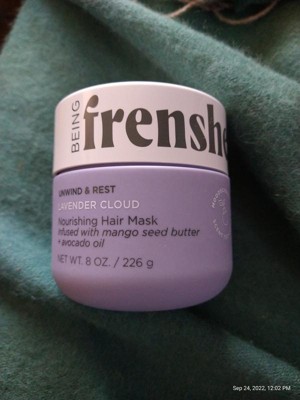 BEING
frenshe
UNWIND & REST
LAVENDER CLOUD
Nourishing Hair Mask
infused with mango seed butter
+ avocado oil
NET WT. 8 OZ. / 226 g
Sep 24, 2022, 12:02 PM